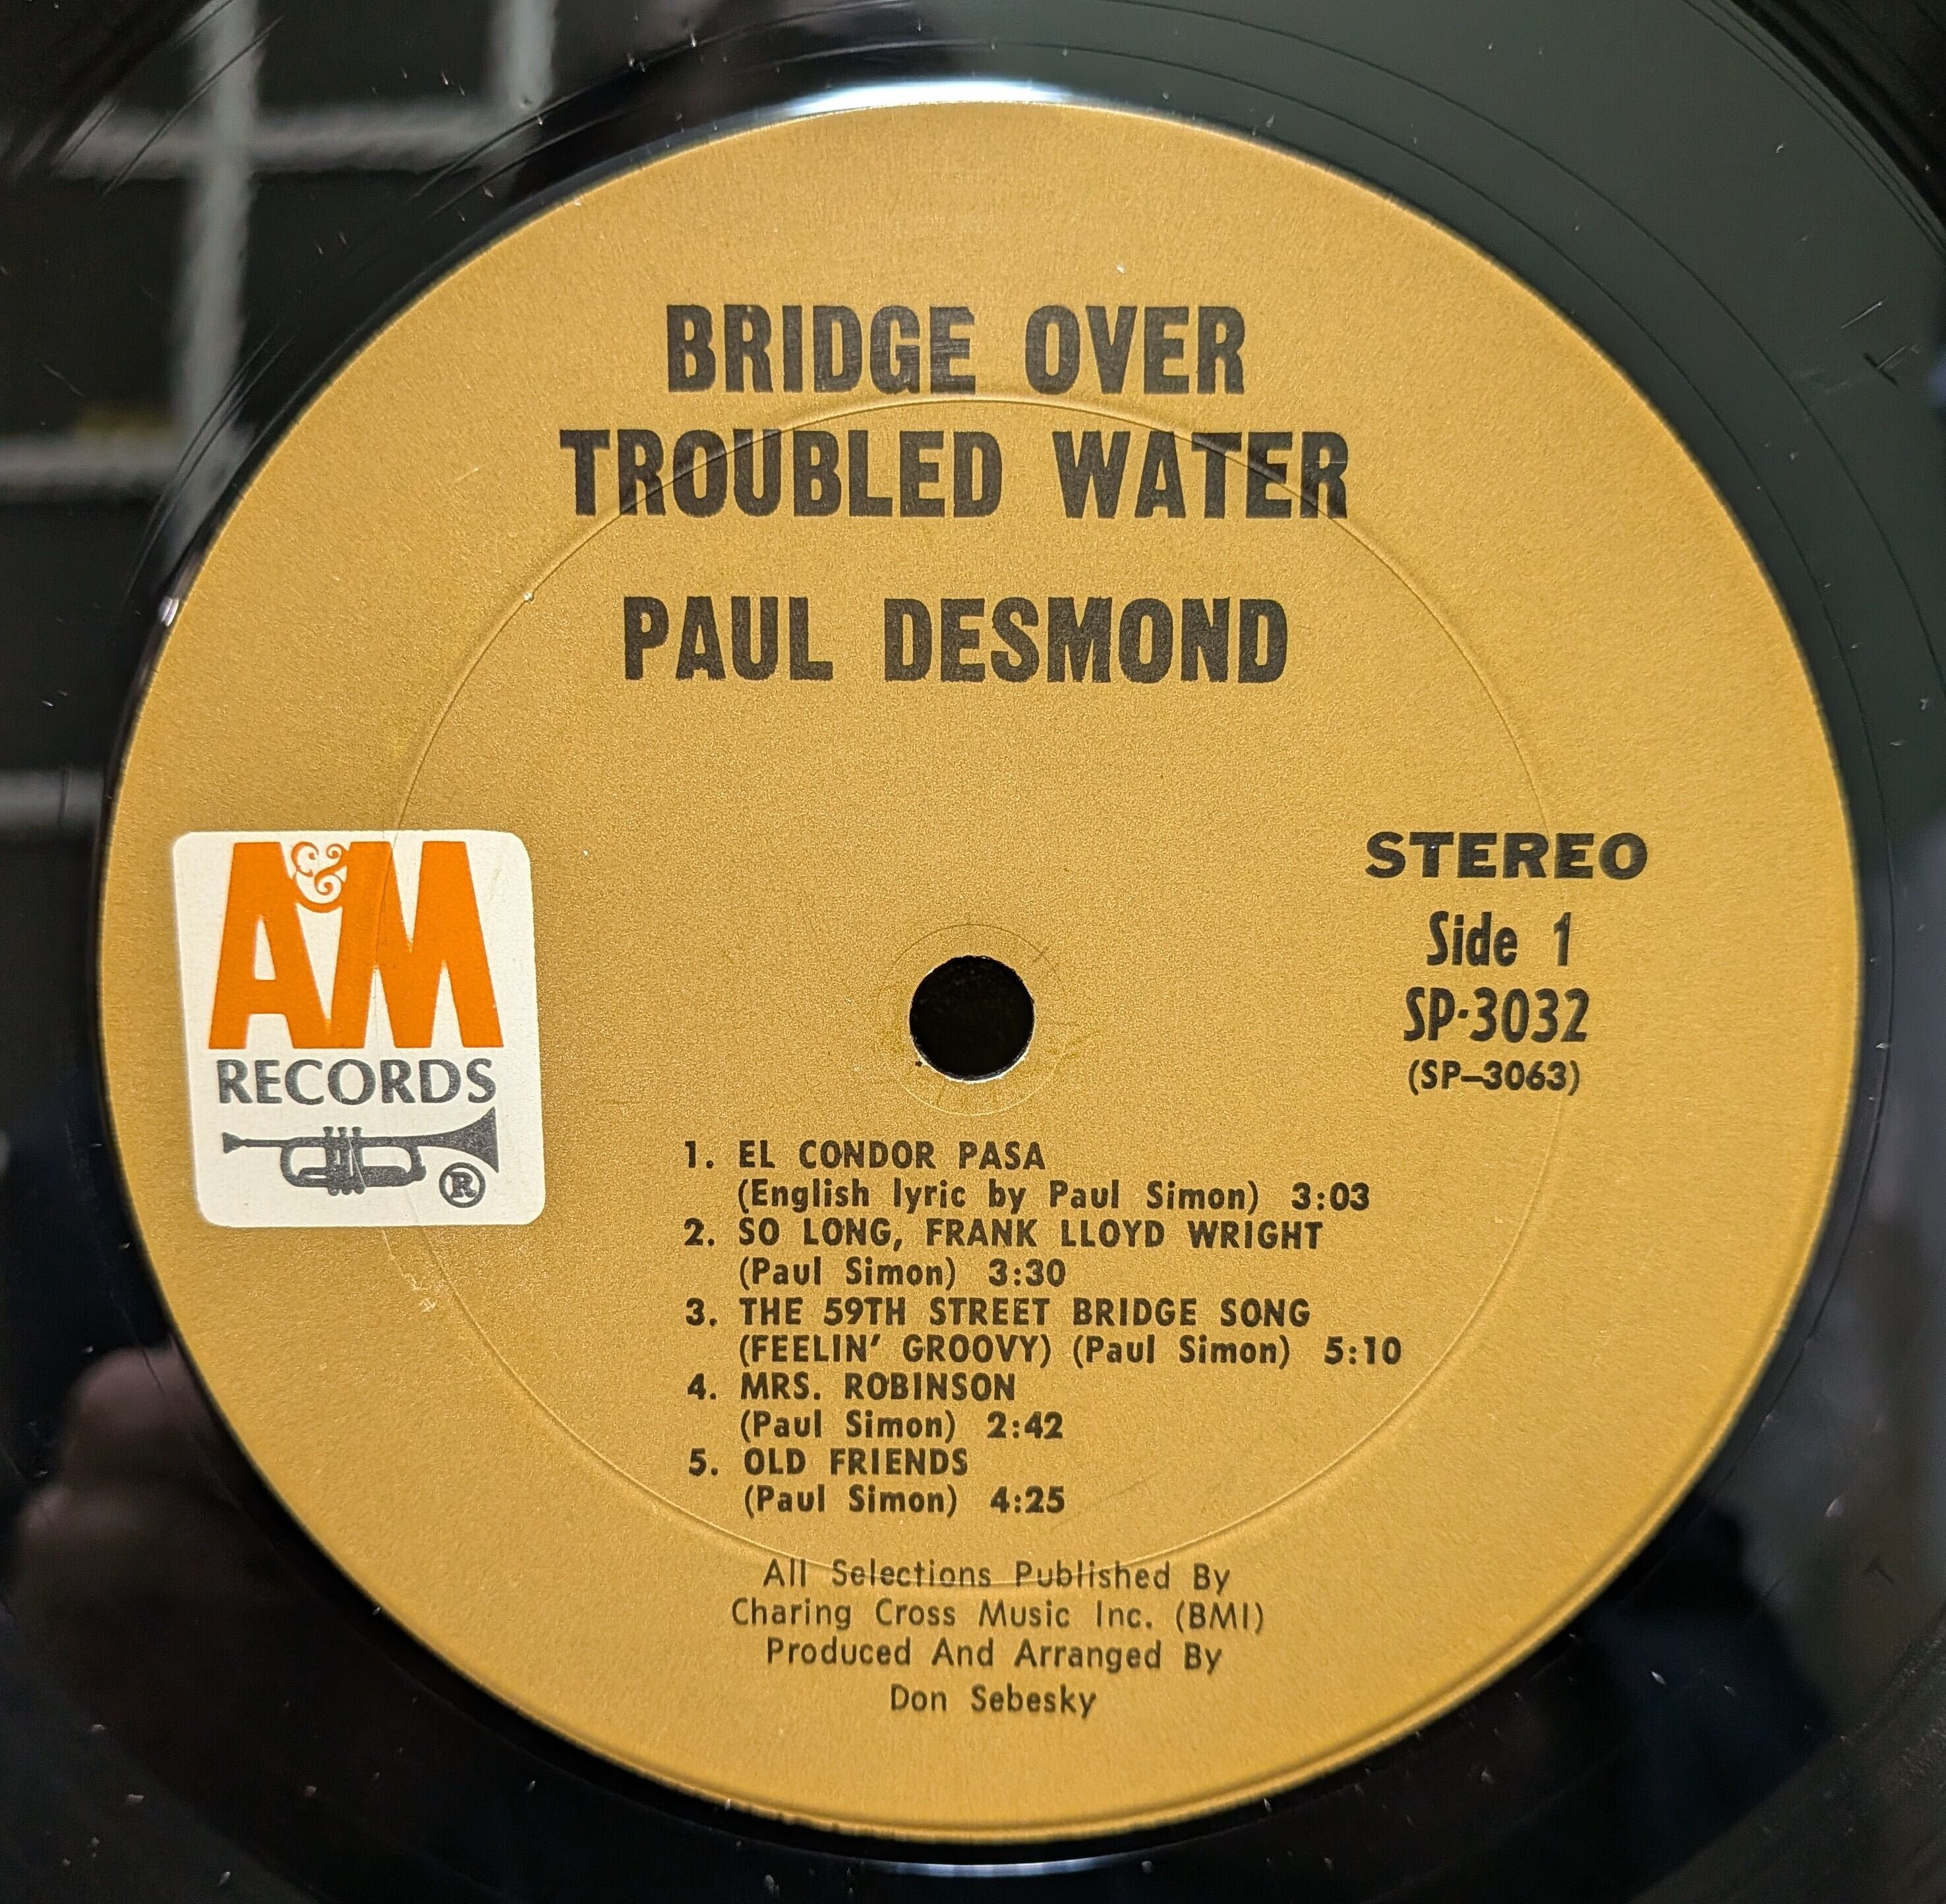 BRIDGE OVER
TROUBLED WATER
PAUL DESMOND
A&M
RECORDS
®
STEREO
Side 1
SP·3032
(SP–3063)
1. EL CONDOR PASA
(English lyric by Paul Simon) 3:03
2. SO LONG, FRANK LLOYD WRIGHT
(Paul Simon) 3:30
3. THE 59TH STREET BRIDGE SONG
(FEELIN' GROOVY) (Paul Simon) 5:10
4. MRS. ROBINSON
(Paul Simon) 2:42
5. OLD FRIENDS
(Paul Simon) 4:25
All Selections Published By
Charing Cross Music Inc. (BMI)
Produced And Arranged By
Don Sebesky